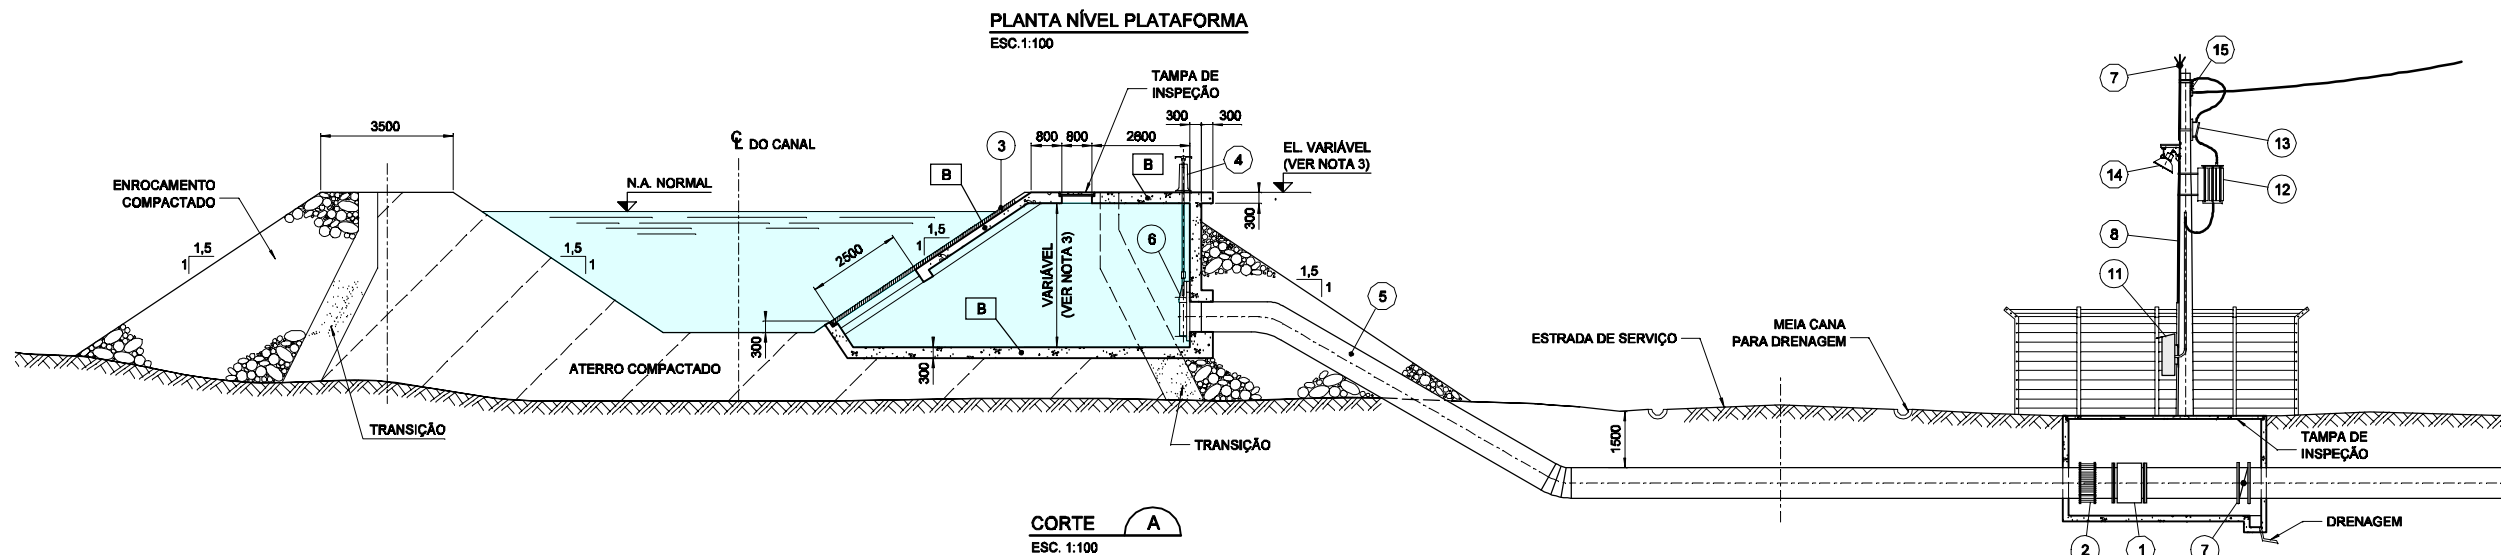 PLANTA NÍVEL PLATAFORMA
ESC.1:100
15
7
TAMPA DE
INSPEÇÃO
3500
300
300
℄ DO CANAL
3
800
800
2600
EL. VARIÁVEL
(VER NOTA 3)
4
13
B
B
14
12
ENROCAMENTO
COMPACTADO
N.A. NORMAL
300
1,5
1
1,5
1
1,5
1
2500
VARIÁVEL
(VER NOTA 3)
6
8
1,5
1
11
5
B
ESTRADA DE SERVIÇO
MEIA CANA
PARA DRENAGEM
300
300
ATERRO COMPACTADO
TRANSIÇÃO
TRANSIÇÃO
1500
TAMPA DE
INSPEÇÃO
CORTE A
ESC. 1:100
DRENAGEM
2
1
7